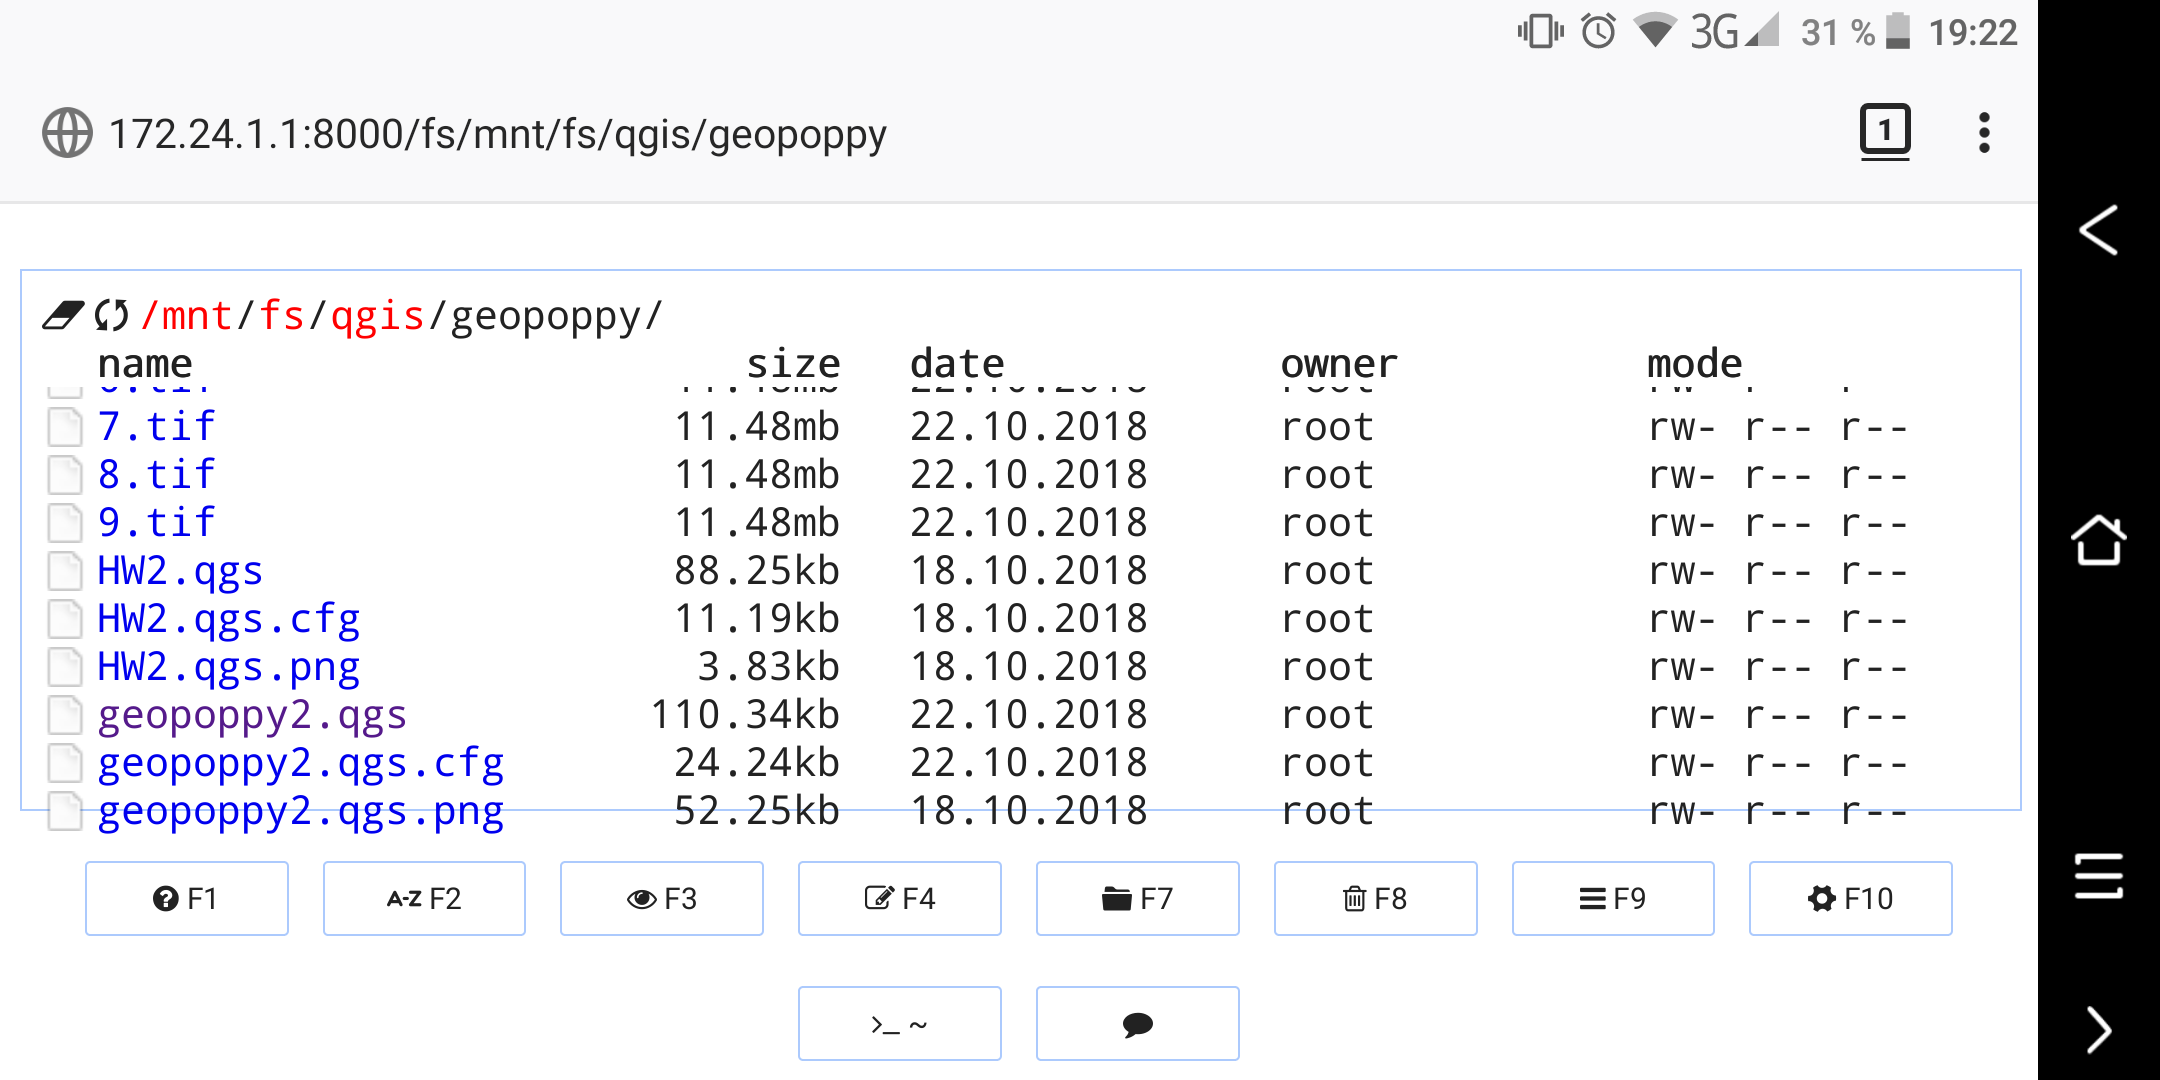 3G 31 % 19:22
172.24.1.1:8000/fs/mnt/fs/qgis/geopoppy 1
/mnt/fs/qgis/geopoppy/
name size date owner mode
7.tif 11.48mb 22.10.2018 root rw- r-- r--
8.tif 11.48mb 22.10.2018 root rw- r-- r--
9.tif 11.48mb 22.10.2018 root rw- r-- r--
HW2.qgs 88.25kb 18.10.2018 root rw- r-- r--
HW2.qgs.cfg 11.19kb 18.10.2018 root rw- r-- r--
HW2.qgs.png 3.83kb 18.10.2018 root rw- r-- r--
geopoppy2.qgs 110.34kb 22.10.2018 root rw- r-- r--
geopoppy2.qgs.cfg 24.24kb 22.10.2018 root rw- r-- r--
geopoppy2.qgs.png 52.25kb 18.10.2018 root rw- r-- r--
F1 A-Z F2 F3 F4 F7 F8 F9 F10
>_ ~